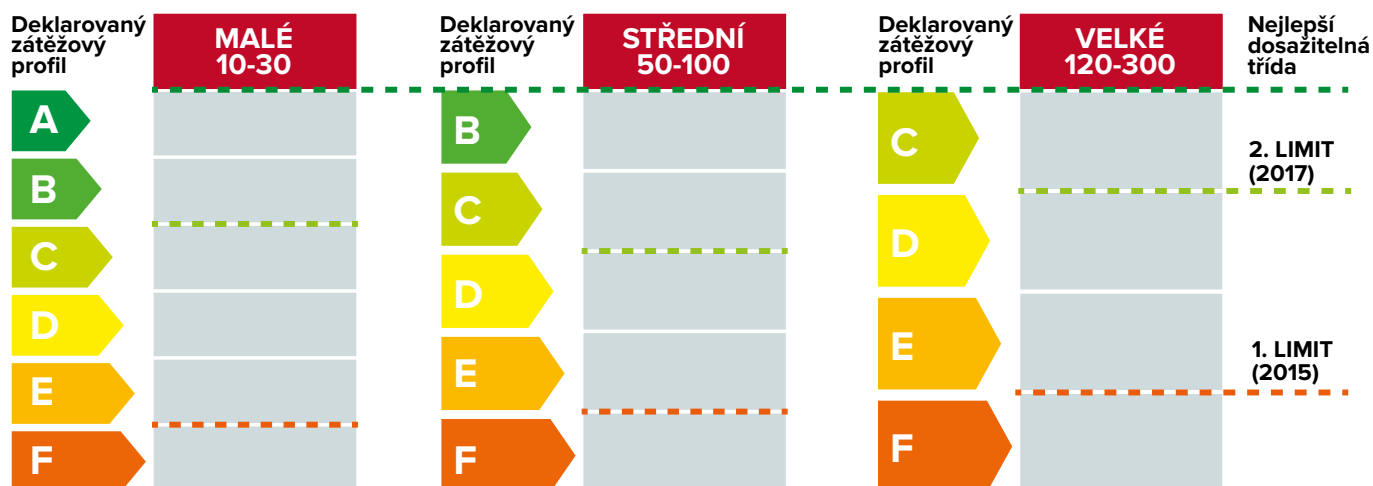 Deklarovaný
zátěžový
profil
MALÉ
10-30
A
B
C
D
E
F
Deklarovaný
zátěžový
profil
STŘEDNÍ
50-100
B
C
D
E
F
Deklarovaný
zátěžový
profil
VELKÉ
120-300
Nejlepší
dosažitelná
třída
C
D
E
F
2. LIMIT
(2017)
1. LIMIT
(2015)